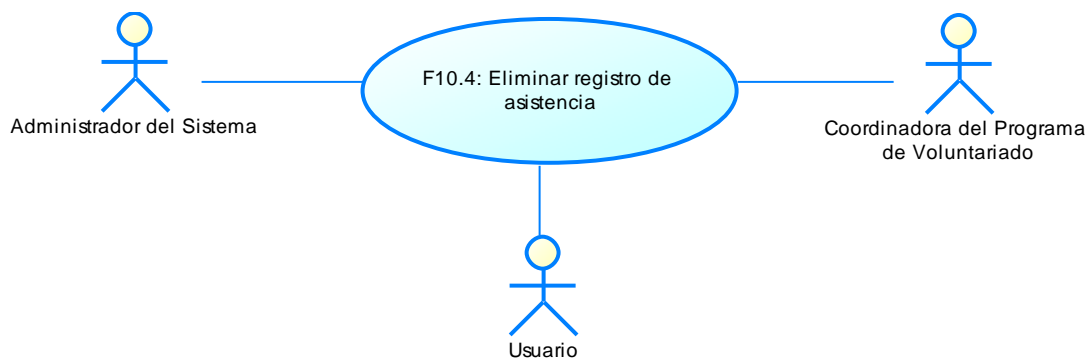 F10.4: Eliminar registro de
asistencia
Administrador del Sistema
Coordinadora del Programa
de Voluntariado
Usuario